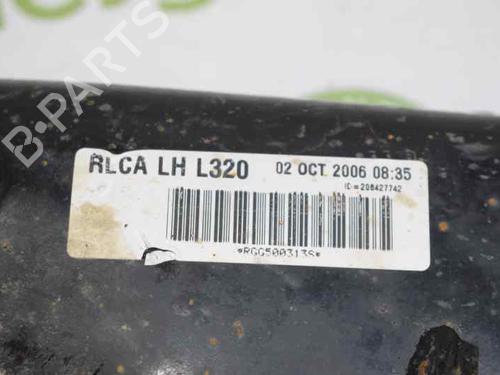 B-PARTS
RLCA LH L320 02 OCT 2006 08:35
ID=208427742
*RGG500313S*